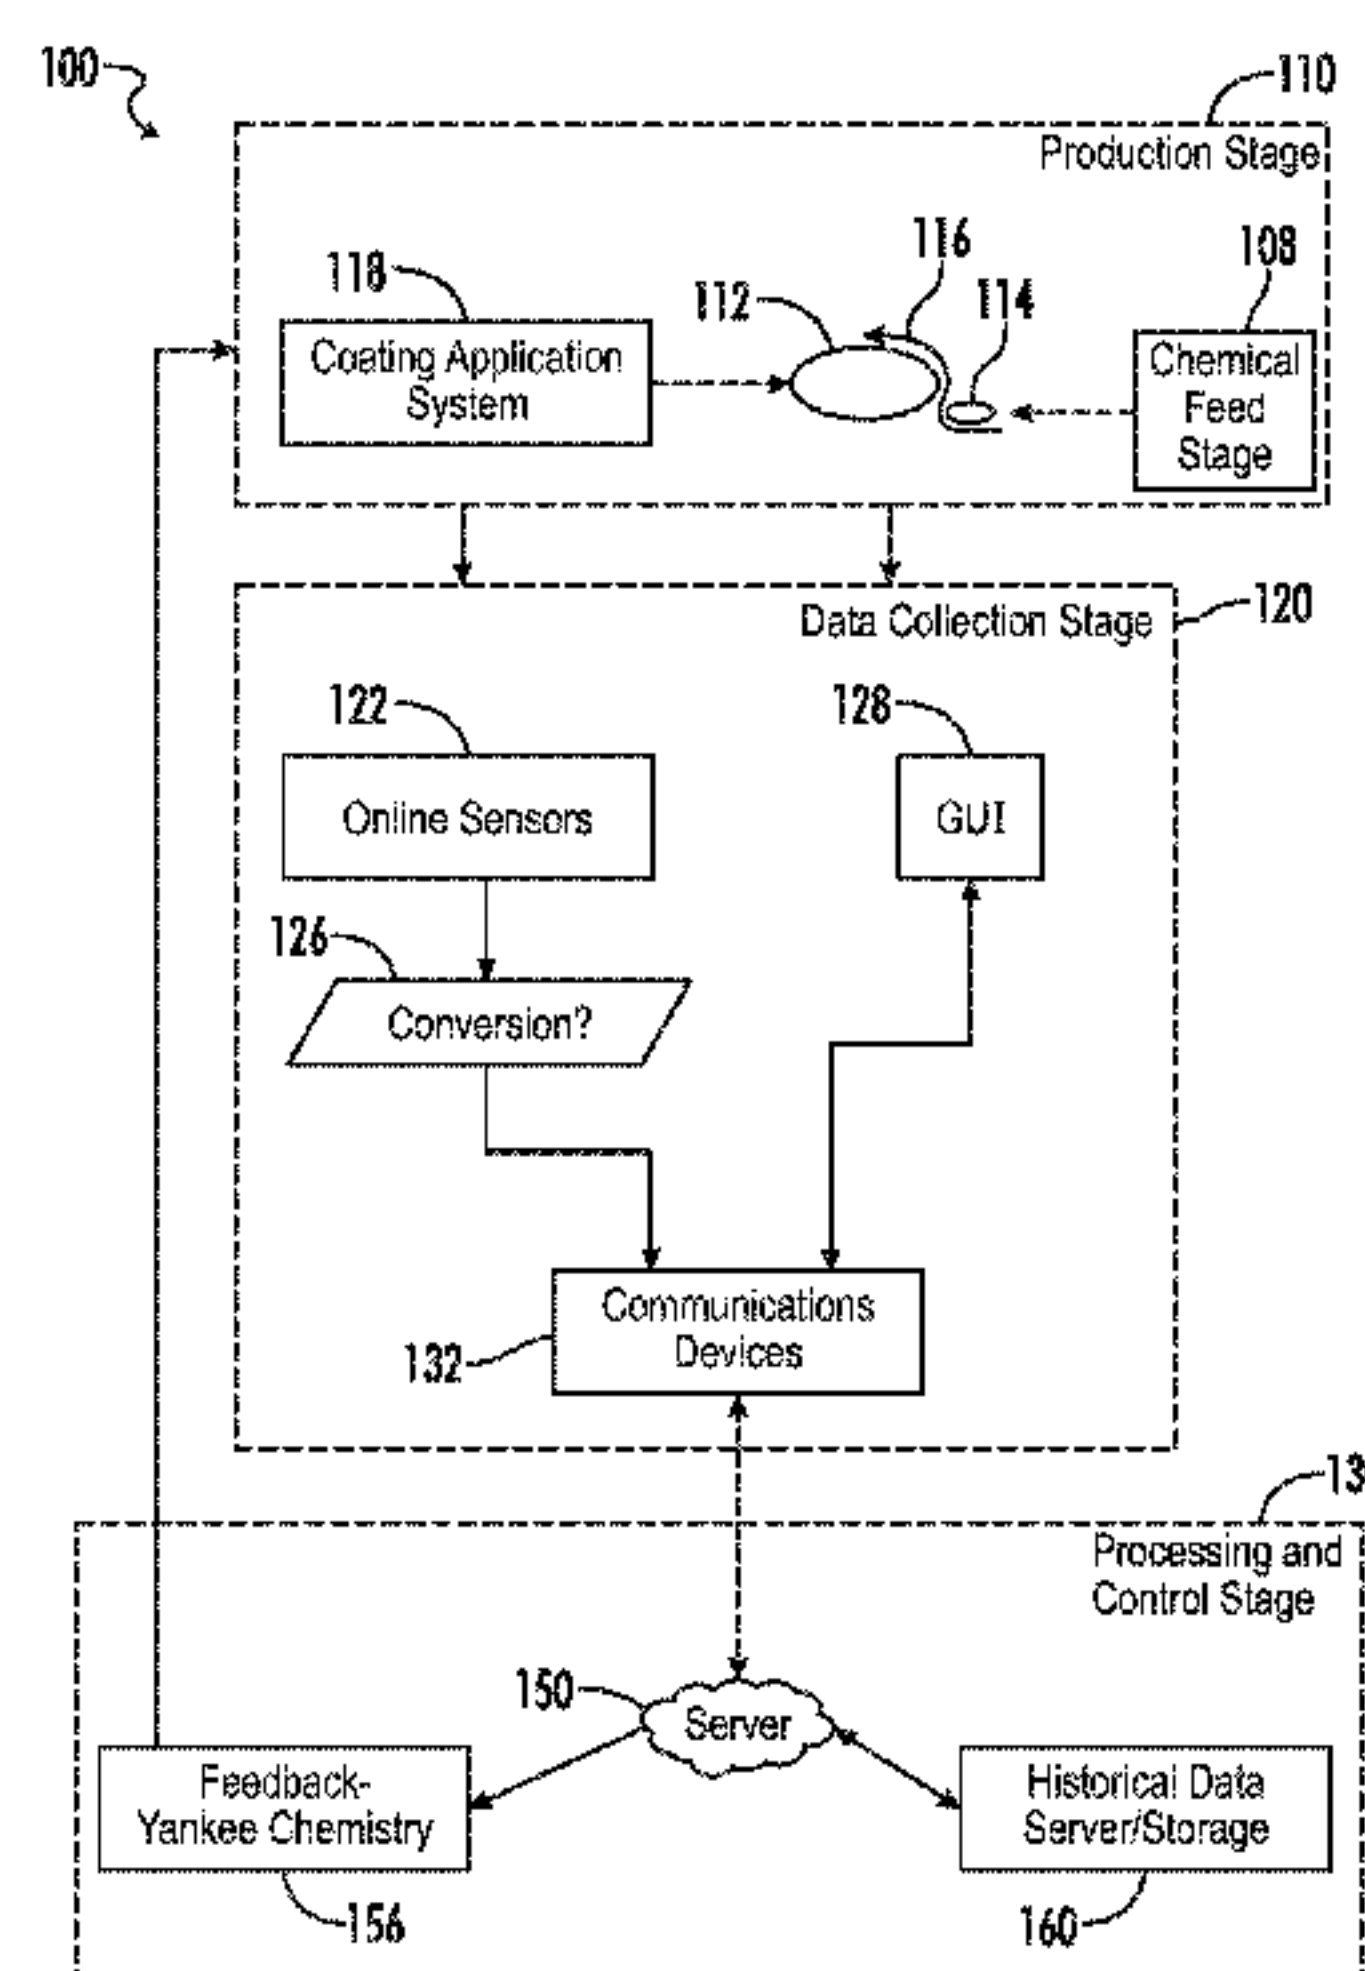 100
110
Production Stage
116
108
118
112
114
Coating Application
System
Chemical
Feed
Stage
120
Data Collection Stage
122
128
Online Sensors
GUI
126
Conversion?
Communications
Devices
132
13
Processing and
Control Stage
150
Server
Feedback-
Yankee Chemistry
Historical Data
Server/Storage
156
160